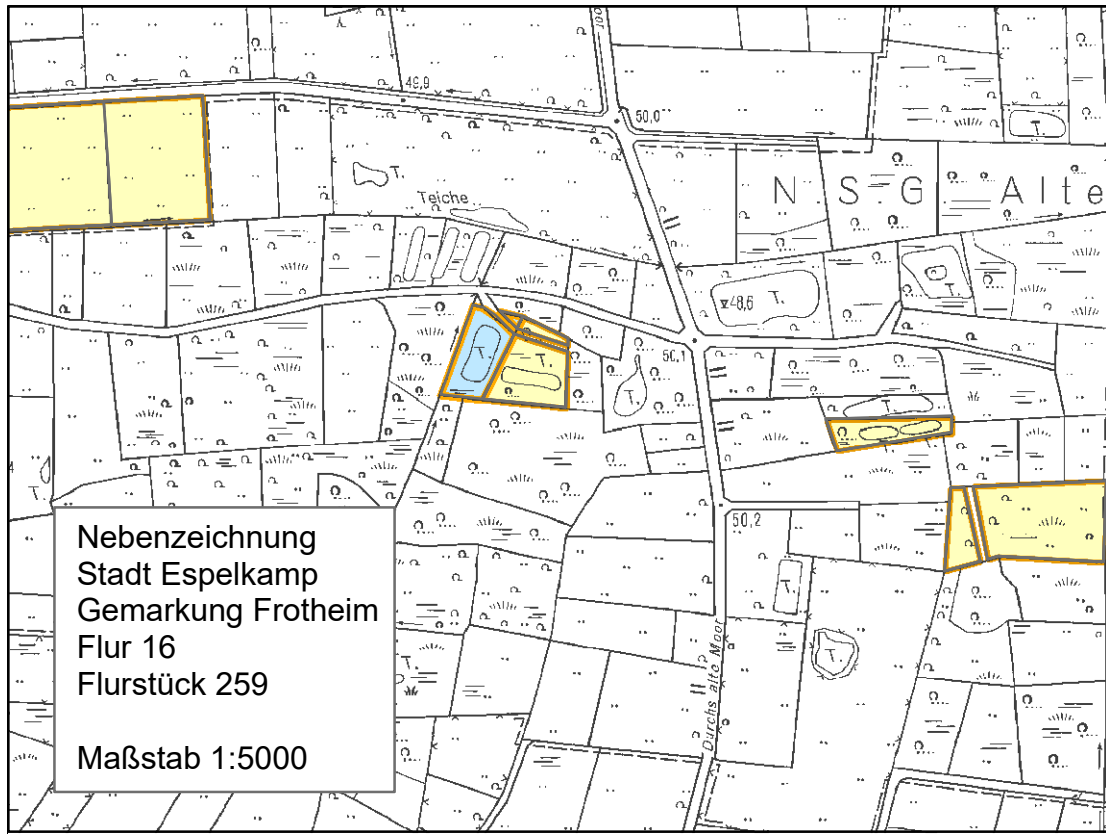 49,9
50,0
T.
T.
N S G Alte
Teiche
48,6
T.
T.
T.
T.
50,1
T.
T.
T.
50,2
Nebenzeichnung
Stadt Espelkamp
Gemarkung Frotheim
Flur 16
Flurstück 259
Maßstab 1:5000
T.
T.
T.
T.
Durchs alte Moor